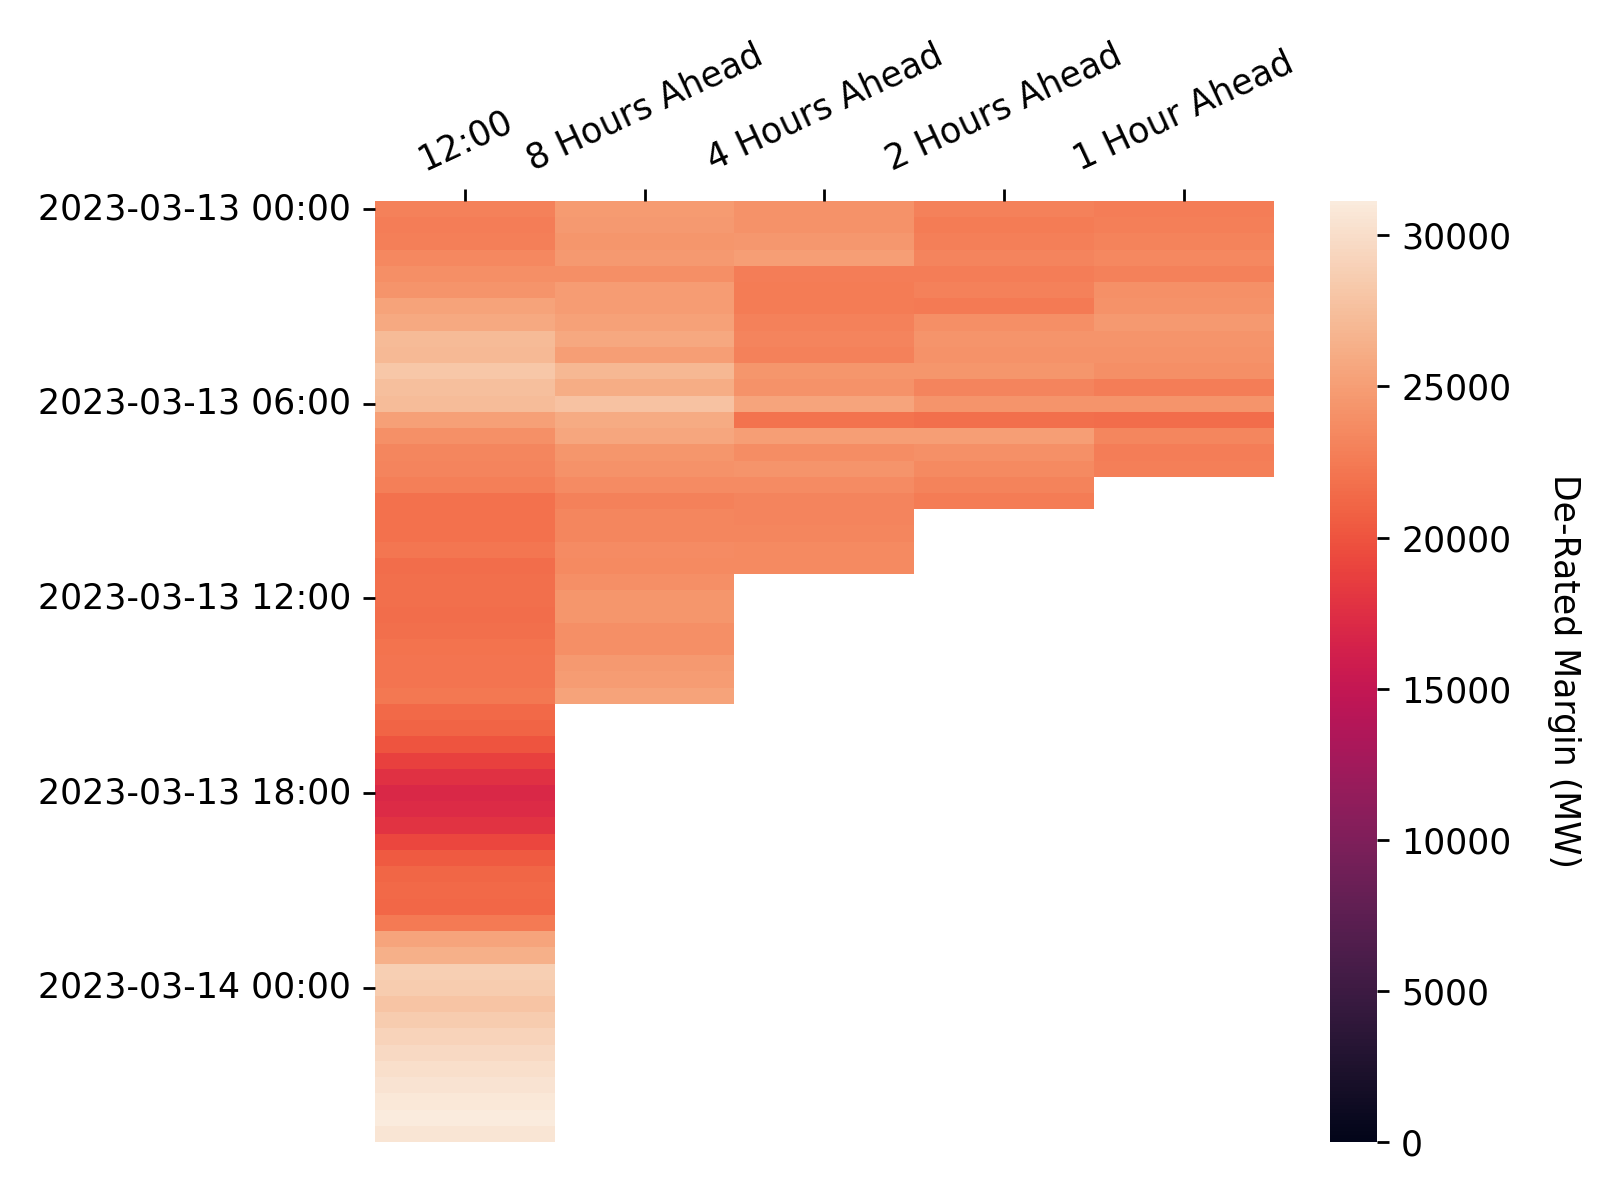 12:00
8 Hours Ahead
4 Hours Ahead
2 Hours Ahead
1 Hour Ahead
2023-03-13 00:00
2023-03-13 06:00
2023-03-13 12:00
2023-03-13 18:00
2023-03-14 00:00
30000
25000
20000
15000
10000
5000
0
De-Rated Margin (MW)